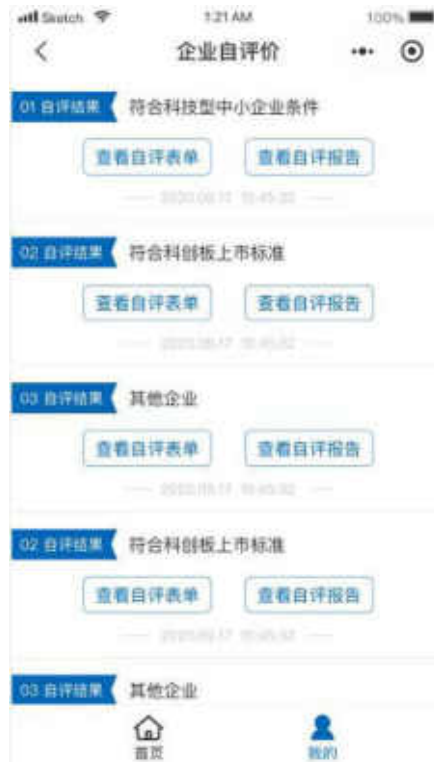 Sketch 1:21 AM 100%
企业自评价
01 自评结果 符合科技型中小企业条件
查看自评表单 查看自评报告
02 自评结果 符合科创板上市标准
查看自评表单 查看自评报告
03 自评结果 其他企业
查看自评表单 查看自评报告
02 自评结果 符合科创板上市标准
查看自评表单 查看自评报告
03 自评结果 其他企业
首页 我的